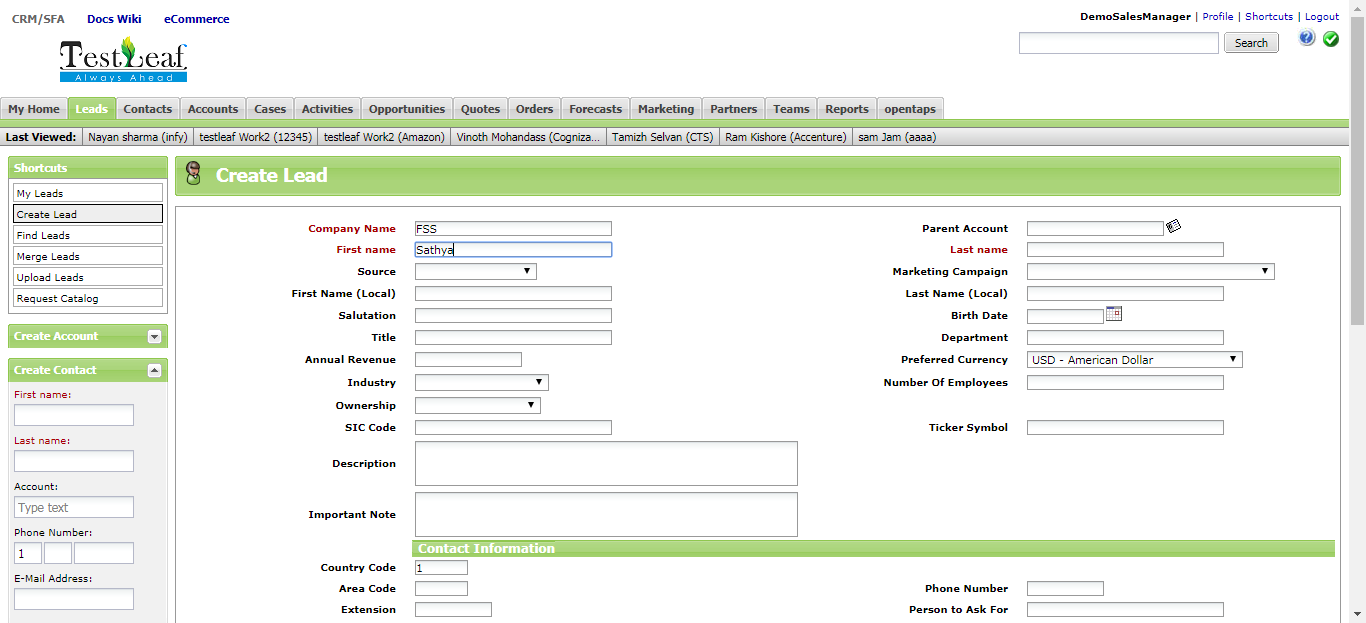 CRM/SFA Docs Wiki eCommerce
DemoSalesManager | Profile | Shortcuts | Logout
TestLeaf
Always Ahead
Search
?
My Home Leads Contacts Accounts Cases Activities Opportunities Quotes Orders Forecasts Marketing Partners Teams Reports opentaps
Last Viewed: Nayan sharma (infy) testleaf Work2 (12345) testleaf Work2 (Amazon) Vinoth Mohandass (Cogniza... Tamizh Selvan (CTS) Ram Kishore (Accenture) sam Jam (aaaa)
Shortcuts
My Leads
Create Lead
Find Leads
Merge Leads
Upload Leads
Request Catalog
Create Account
Create Contact
First name:
Last name:
Account:
Type text
Phone Number:
1
E-Mail Address:
Create Lead
Company Name FSS Parent Account
First name Sathya Last name
Source Marketing Campaign
First Name (Local) Last Name (Local)
Salutation Birth Date
Title Department
Annual Revenue Preferred Currency USD - American Dollar
Industry Number Of Employees
Ownership
SIC Code Ticker Symbol
Description
Important Note
Contact Information
Country Code 1
Area Code Phone Number
Extension Person to Ask For